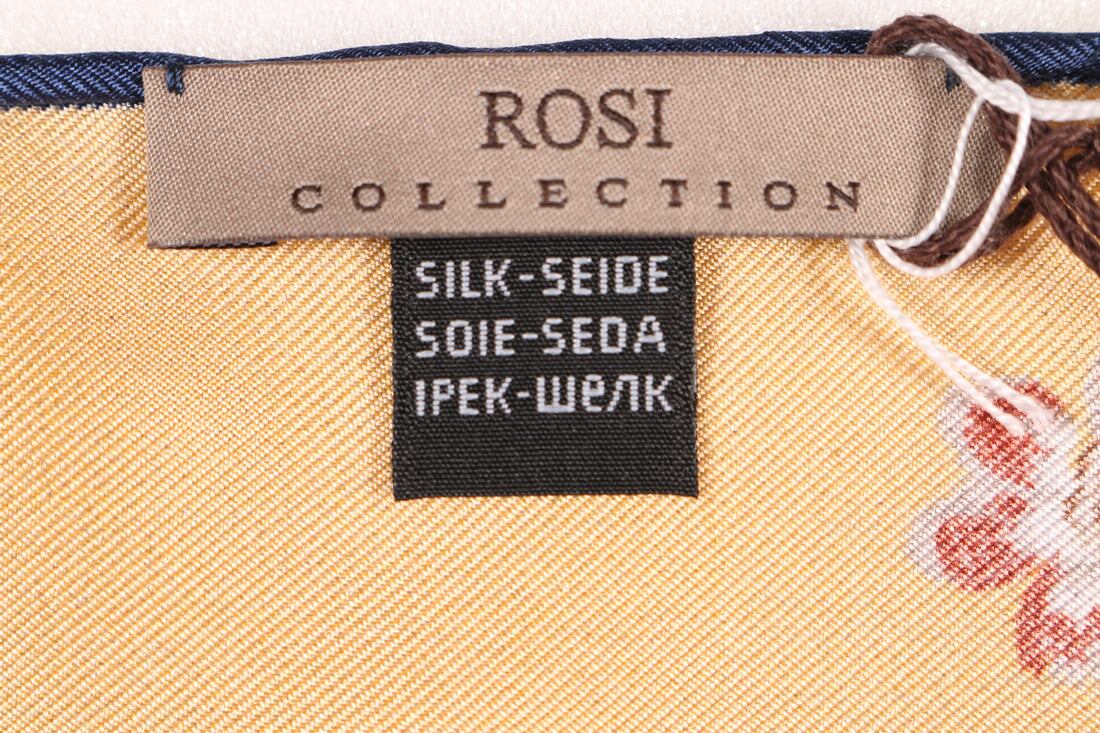 ROSI
COLLECTION
SILK-SEIDE
SOIE-SEDA
IPEK-шелк